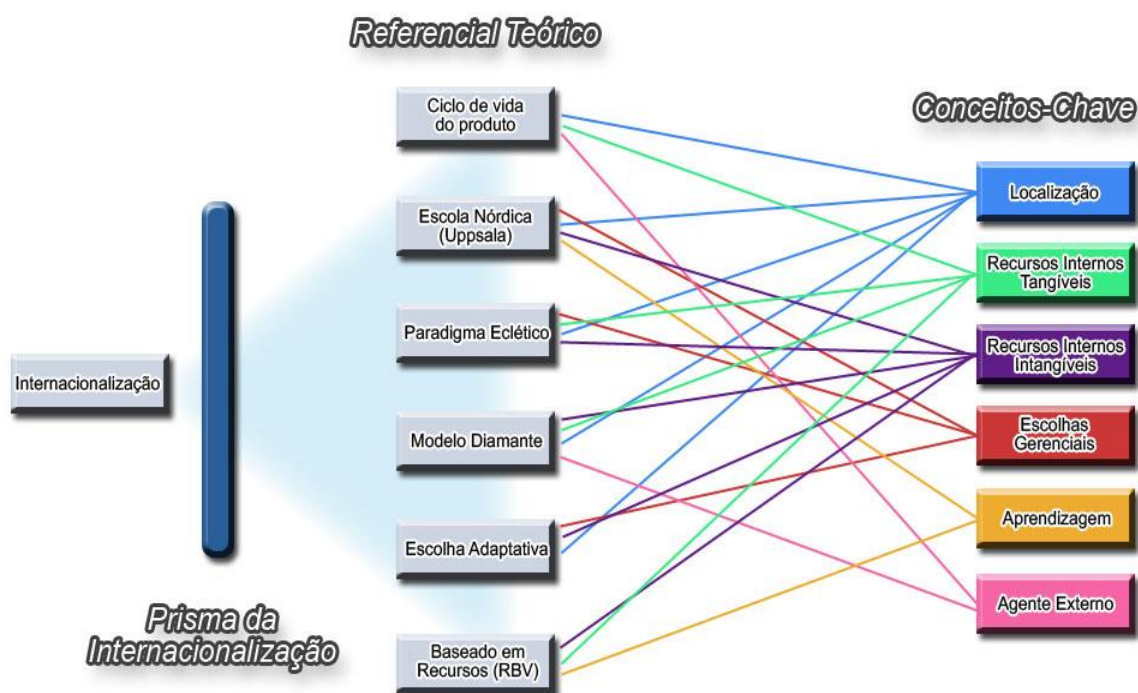 Referencial Teórico
Conceitos-Chave
Ciclo de vida
do produto
Escola Nórdica
(Uppsala)
Paradigma Eclético
Modelo Diamante
Escolha Adaptativa
Baseado em
Recursos (RBV)
Internacionalização
Prisma da
Internacionalização
Localização
Recursos Internos
Tangíveis
Recursos Internos
Intangíveis
Escolhas
Gerenciais
Aprendizagem
Agente Externo